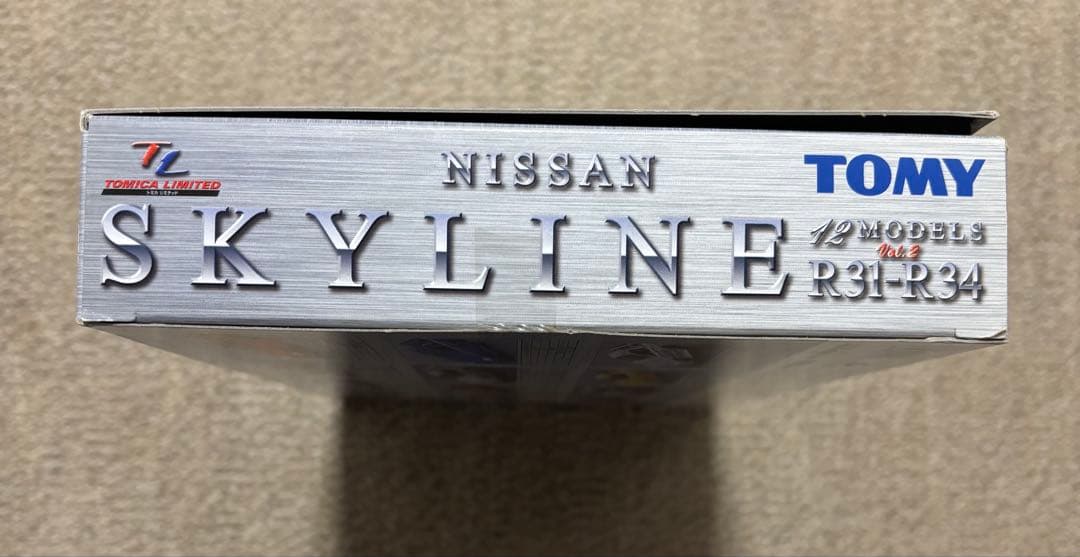 TL
TOMICA LIMITED
トミカ リミテッド
NISSAN
SKYLINE
TOMY
12 MODELS
Vol.2
R31-R34